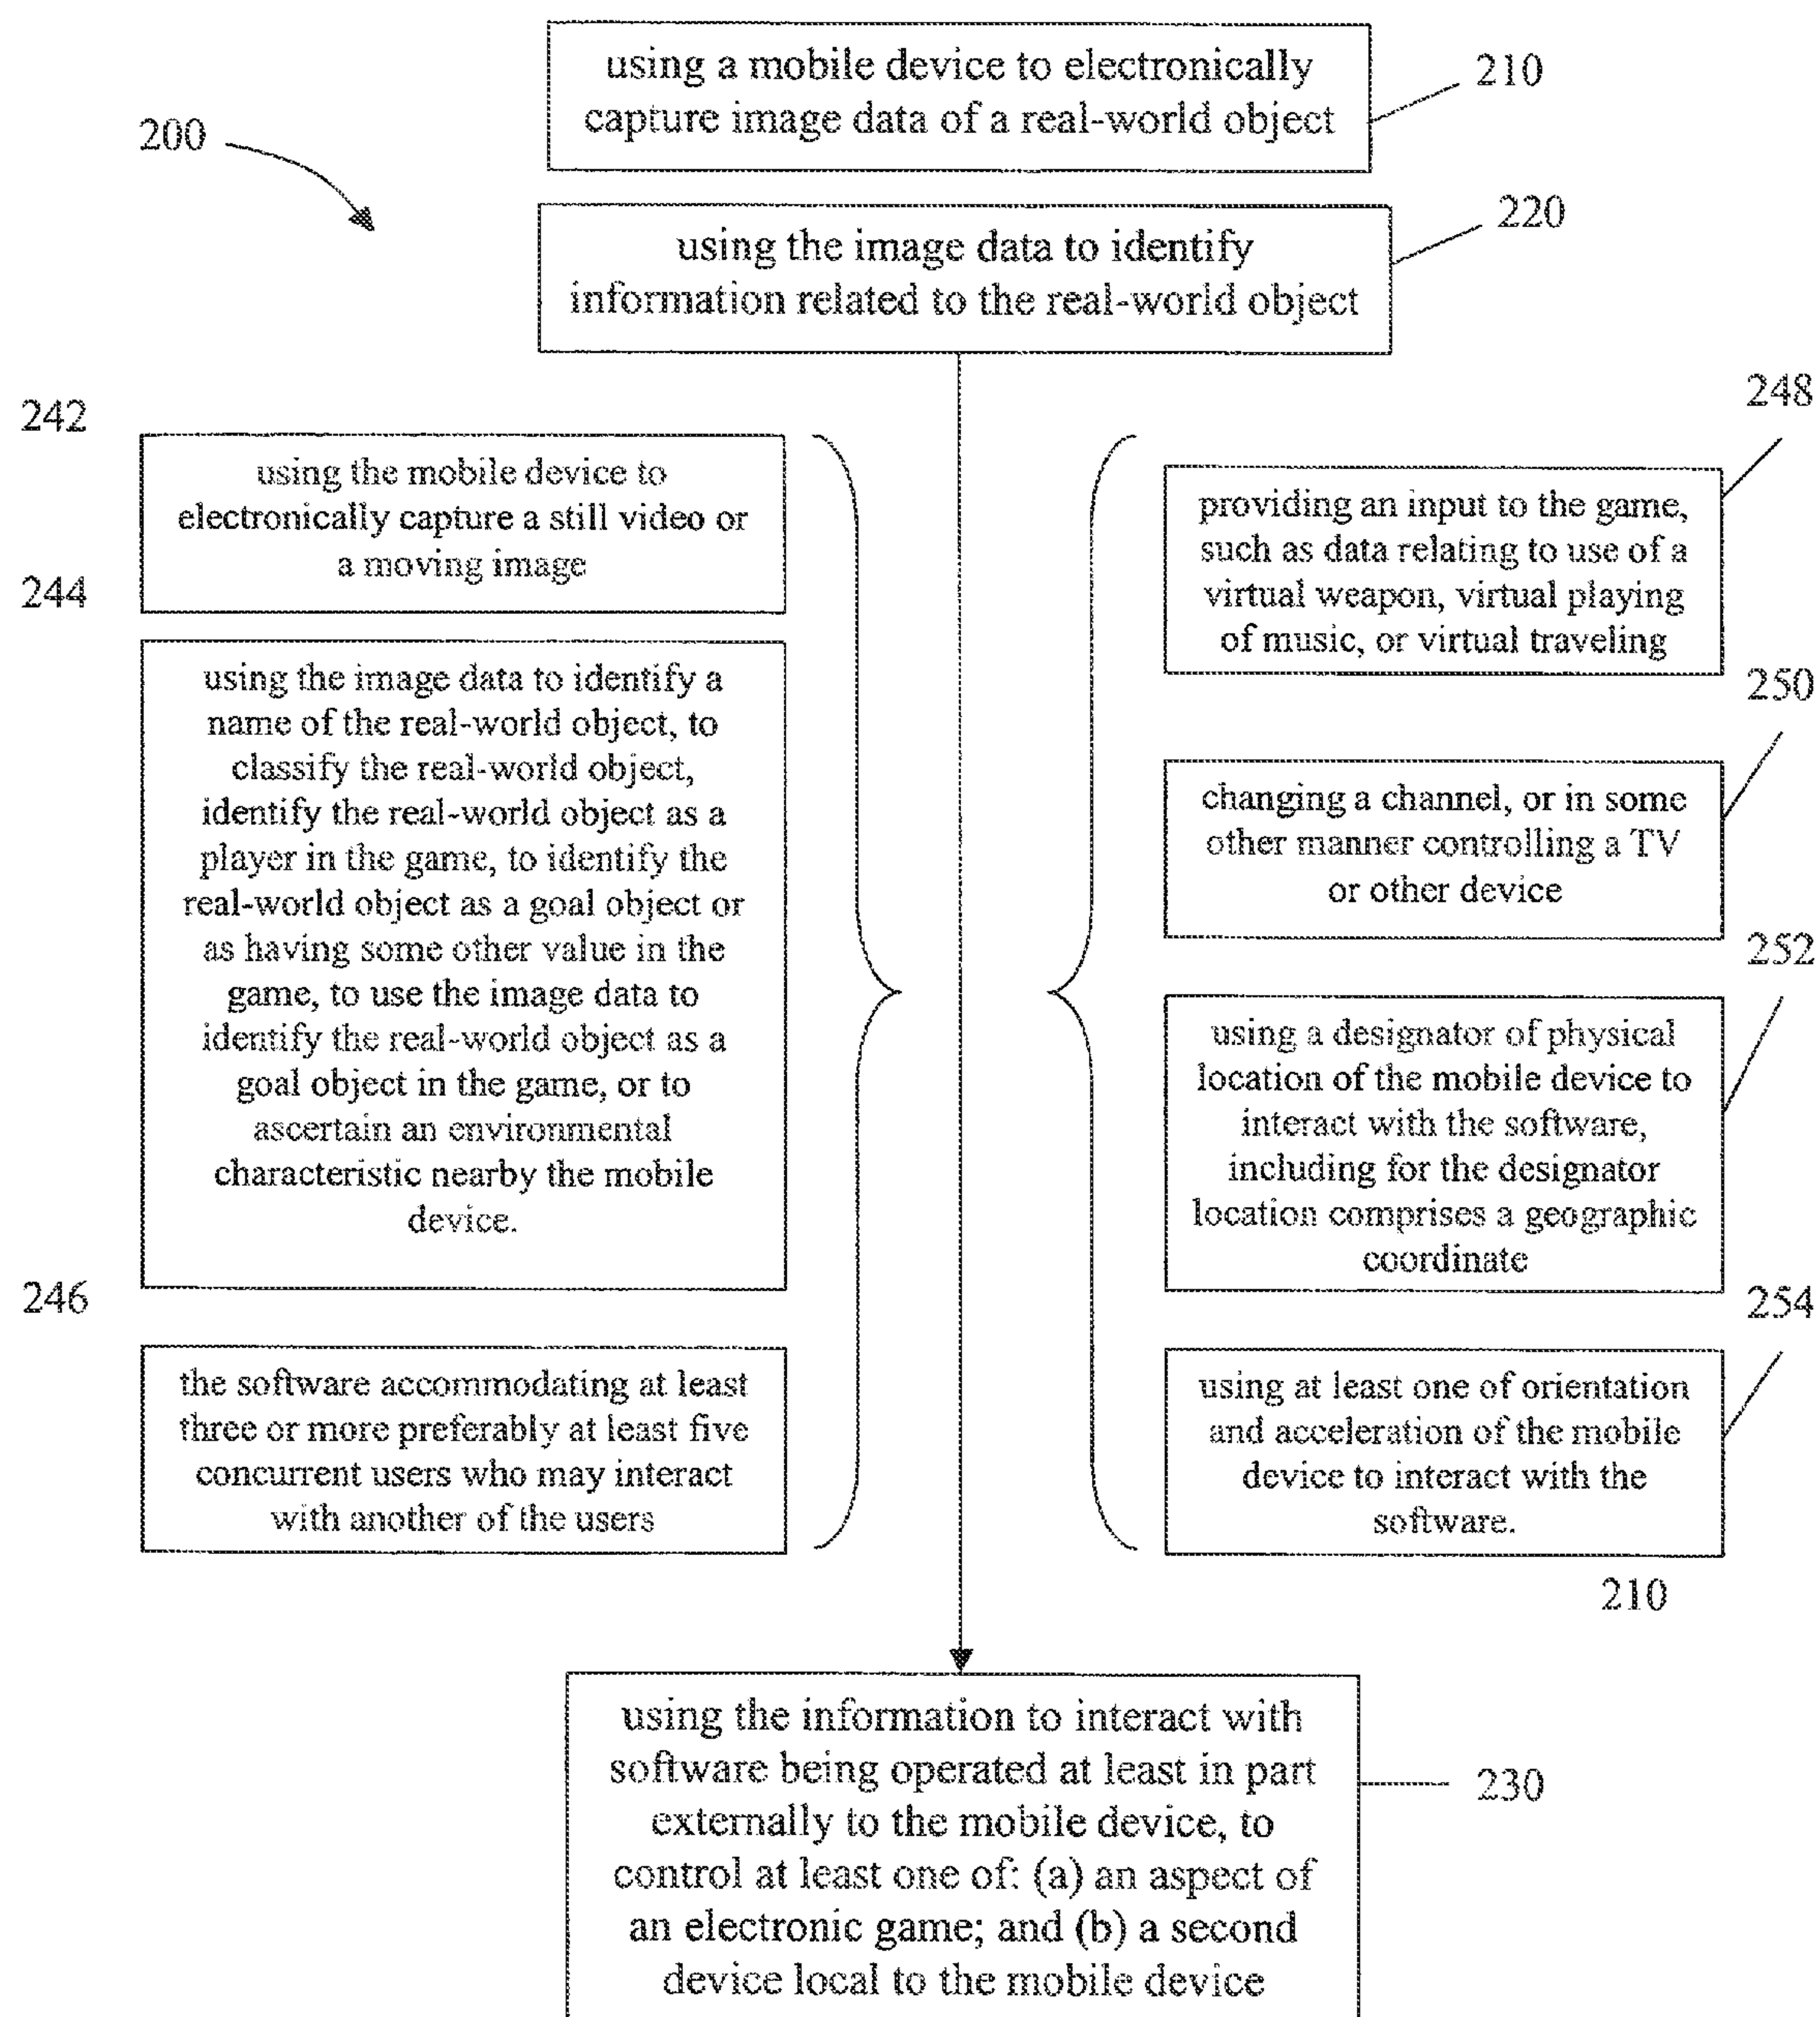 using a mobile device to electronically
capture image data of a real-world object
210
200
220
using the image data to identify
information related to the real-world object
242
using the mobile device to
electronically capture a still video or
a moving image
244
using the image data to identify a
name of the real-world object, to
classify the real-world object,
identify the real-world object as a
player in the game, to identify the
real-world object as a goal object or
as having some other value in the
game, to use the image data to
identify the real-world object as a
goal object in the game, or to
ascertain an environmental
characteristic nearby the mobile
device.
246
the software accommodating at least
three or more preferably at least five
concurrent users who may interact
with another of the users
248
providing an input to the game,
such as data relating to use of a
virtual weapon, virtual playing
of music, or virtual traveling
250
changing a channel, or in some
other manner controlling a TV
or other device
252
using a designator of physical
location of the mobile device to
interact with the software,
including for the designator
location comprises a geographic
coordinate
254
using at least one of orientation
and acceleration of the mobile
device to interact with the
software.
210
using the information to interact with
software being operated at least in part
externally to the mobile device, to
control at least one of: (a) an aspect of
an electronic game; and (b) a second
device local to the mobile device
230